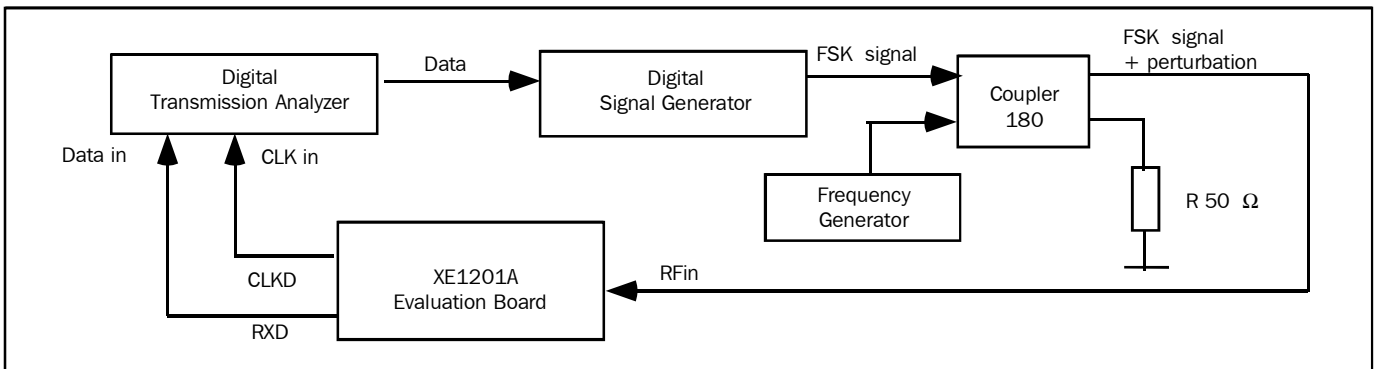 Digital
Transmission Analyzer
Data
Digital
Signal Generator
FSK signal
Coupler
180
FSK signal
+ perturbation
Data in
CLK in
Frequency
Generator
R 50 Ω
CLKD
XE1201A
Evaluation Board
RFin
RXD